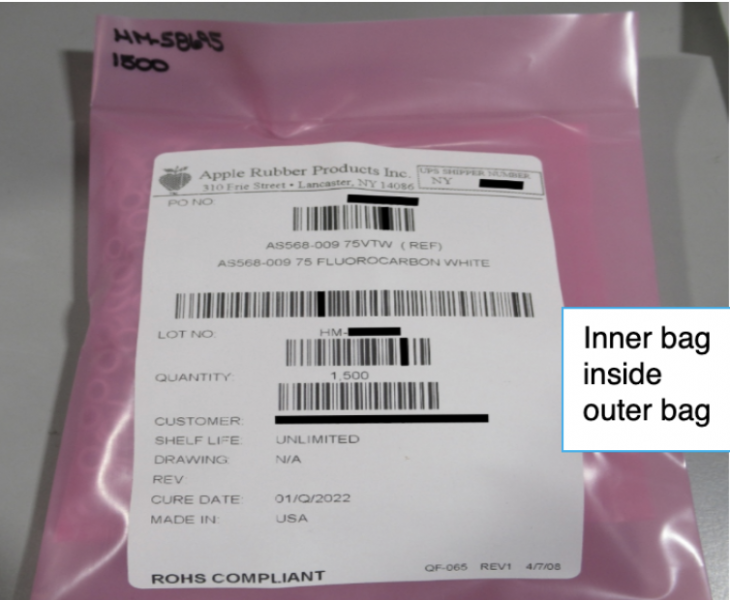 HM-58695
1500
Apple Rubber Products Inc.
310 Erie Street • Lancaster, NY 14086
UPS SHIPPER NUMBER
NY
PO NO.
AS568-009 75VTW (REF)
AS568-009 75 FLUOROCARBON WHITE
LOT NO: HM-
QUANTITY: 1,500
CUSTOMER:
SHELF LIFE: UNLIMITED
DRAWING: N/A
REV:
CURE DATE: 01/Q/2022
MADE IN: USA
ROHS COMPLIANT
QF-065 REV1 4/7/08
Inner bag
inside
outer bag